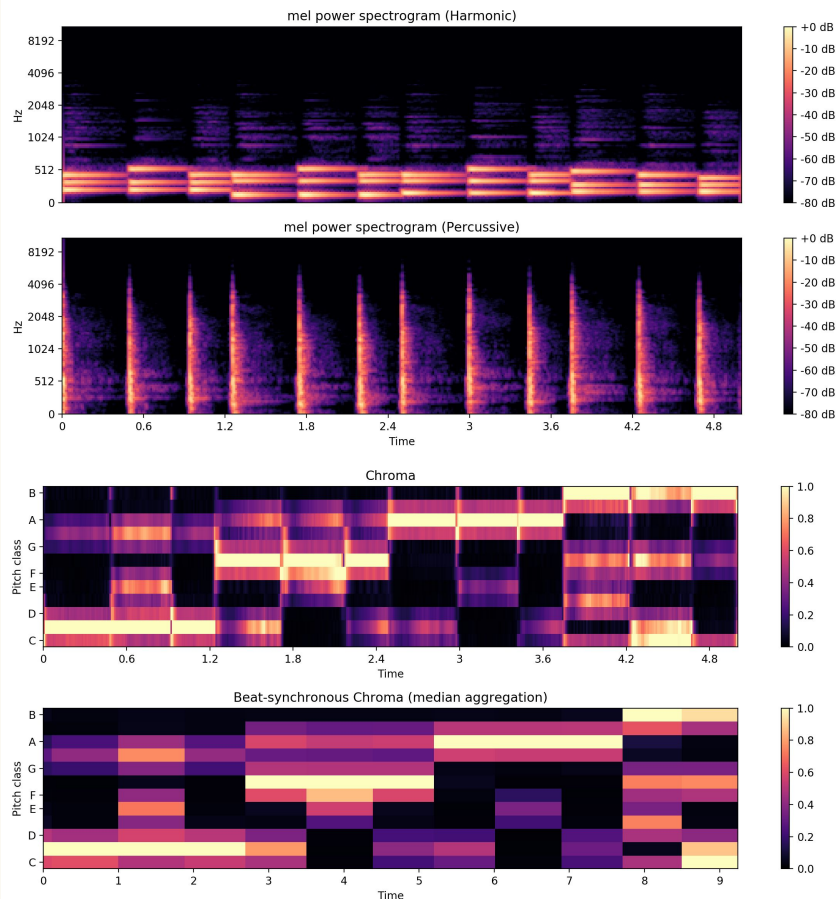 mel power spectrogram (Harmonic)
8192
4096
2048
1024
512
0
Hz
+0 dB
-10 dB
-20 dB
-30 dB
-40 dB
-50 dB
-60 dB
-70 dB
-80 dB
mel power spectrogram (Percussive)
8192
4096
2048
1024
512
0
Hz
0 0.6 1.2 1.8 2.4 3 3.6 4.2 4.8
Time
+0 dB
-10 dB
-20 dB
-30 dB
-40 dB
-50 dB
-60 dB
-70 dB
-80 dB
Chroma
B
A
G
F
E
D
C
Pitch class
0 0.6 1.2 1.8 2.4 3 3.6 4.2 4.8
Time
1.0
0.8
0.6
0.4
0.2
0.0
Beat-synchronous Chroma (median aggregation)
B
A
G
F
E
D
C
Pitch class
0 1 2 3 4 5 6 7 8 9
Time
1.0
0.8
0.6
0.4
0.2
0.0